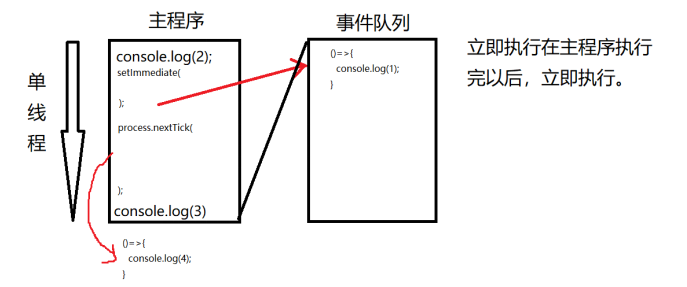 主程序
事件队列
单线程
console.log(2);
setImmediate(
);
process.nextTick(
);
console.log(3)
()=>{
console.log(4);
}
()=>{
console.log(1);
}
立即执行在主程序执行
完以后，立即执行。